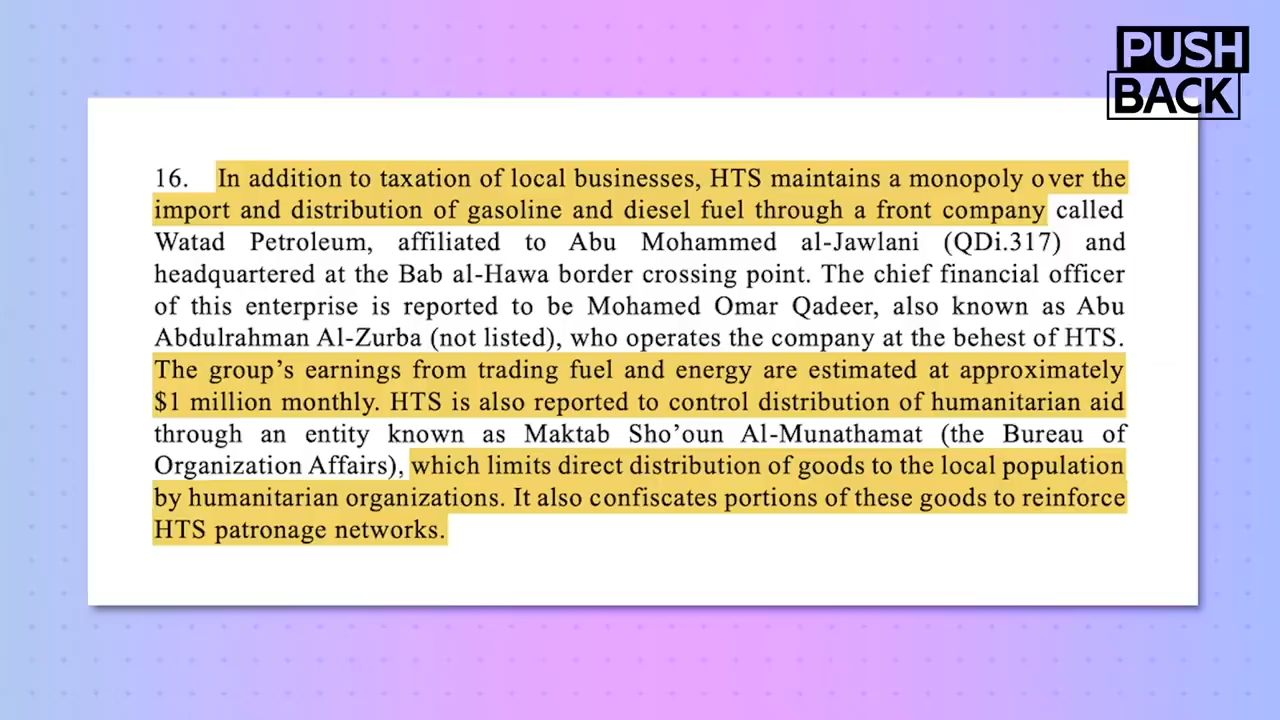 PUSH
BACK
16. In addition to taxation of local businesses, HTS maintains a monopoly over the
import and distribution of gasoline and diesel fuel through a front company called
Watad Petroleum, affiliated to Abu Mohammed al-Jawlani (QDi.317) and
headquartered at the Bab al-Hawa border crossing point. The chief financial officer
of this enterprise is reported to be Mohamed Omar Qadeer, also known as Abu
Abdulrahman Al-Zurba (not listed), who operates the company at the behest of HTS.
The group’s earnings from trading fuel and energy are estimated at approximately
$1 million monthly. HTS is also reported to control distribution of humanitarian aid
through an entity known as Maktab Sho’oun Al-Munathamat (the Bureau of
Organization Affairs), which limits direct distribution of goods to the local population
by humanitarian organizations. It also confiscates portions of these goods to reinforce
HTS patronage networks.